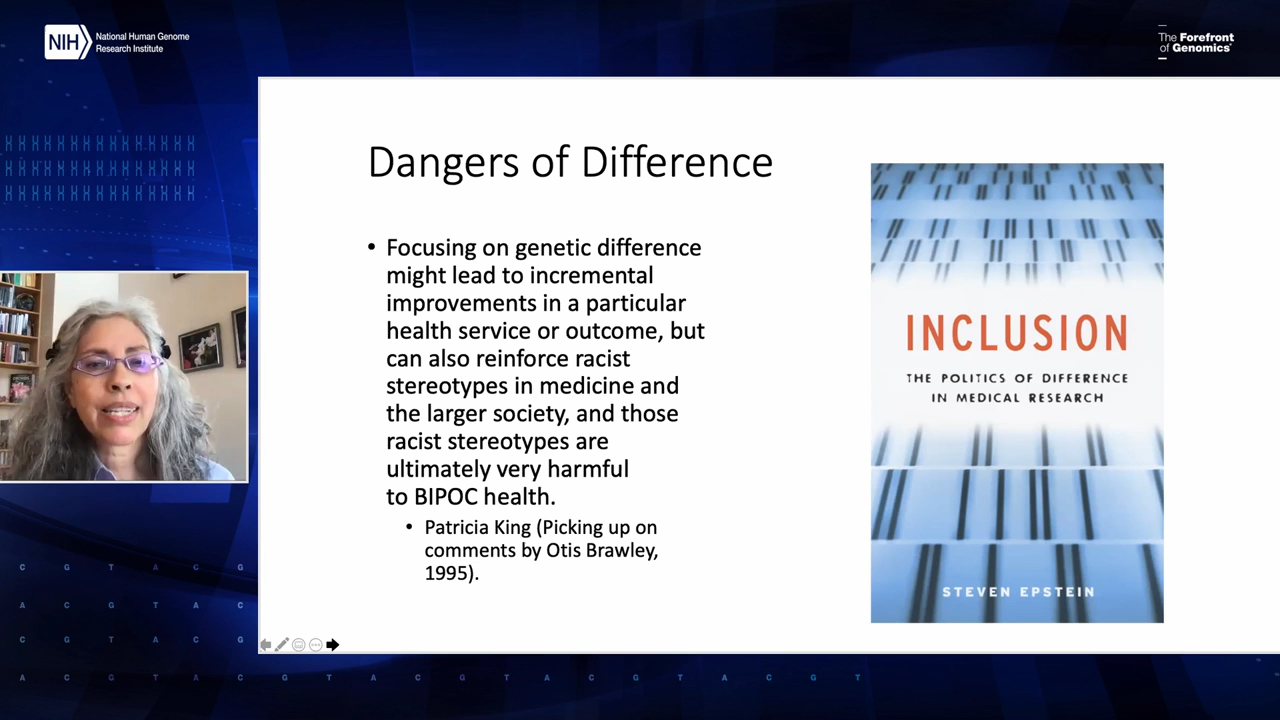 NIH
National Human Genome
Research Institute
The Forefront
of Genomics
Dangers of Difference
• Focusing on genetic difference
might lead to incremental
improvements in a particular
health service or outcome, but
can also reinforce racist
stereotypes in medicine and
the larger society, and those
racist stereotypes are
ultimately very harmful
to BIPOC health.
• Patricia King (Picking up on
comments by Otis Brawley,
1995).
INCLUSION
THE POLITICS OF DIFFERENCE
IN MEDICAL RESEARCH
STEVEN EPSTEIN
C G T A C G
A C G T A C
C G T A C G
A C G T A C G T A C G T A C G T A C G T